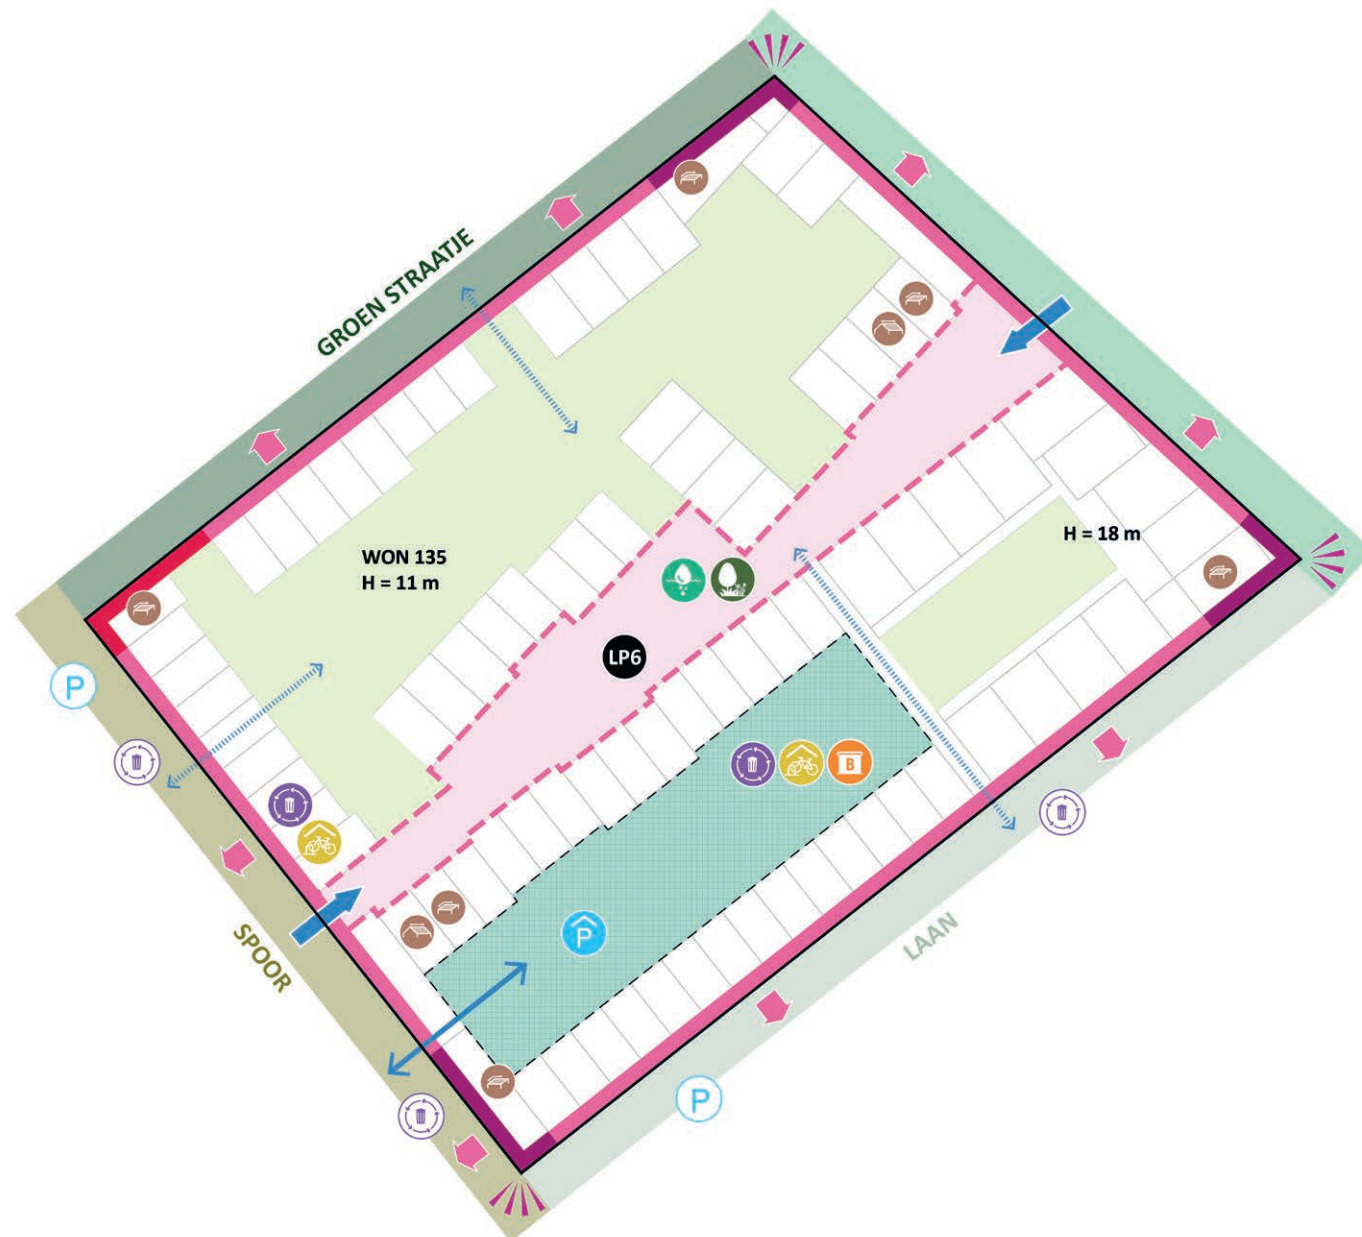 GROEN STRAATJE
WON 135
H = 11 m
H = 18 m
LP6
P
B
P
SPOOR
LAAN
P